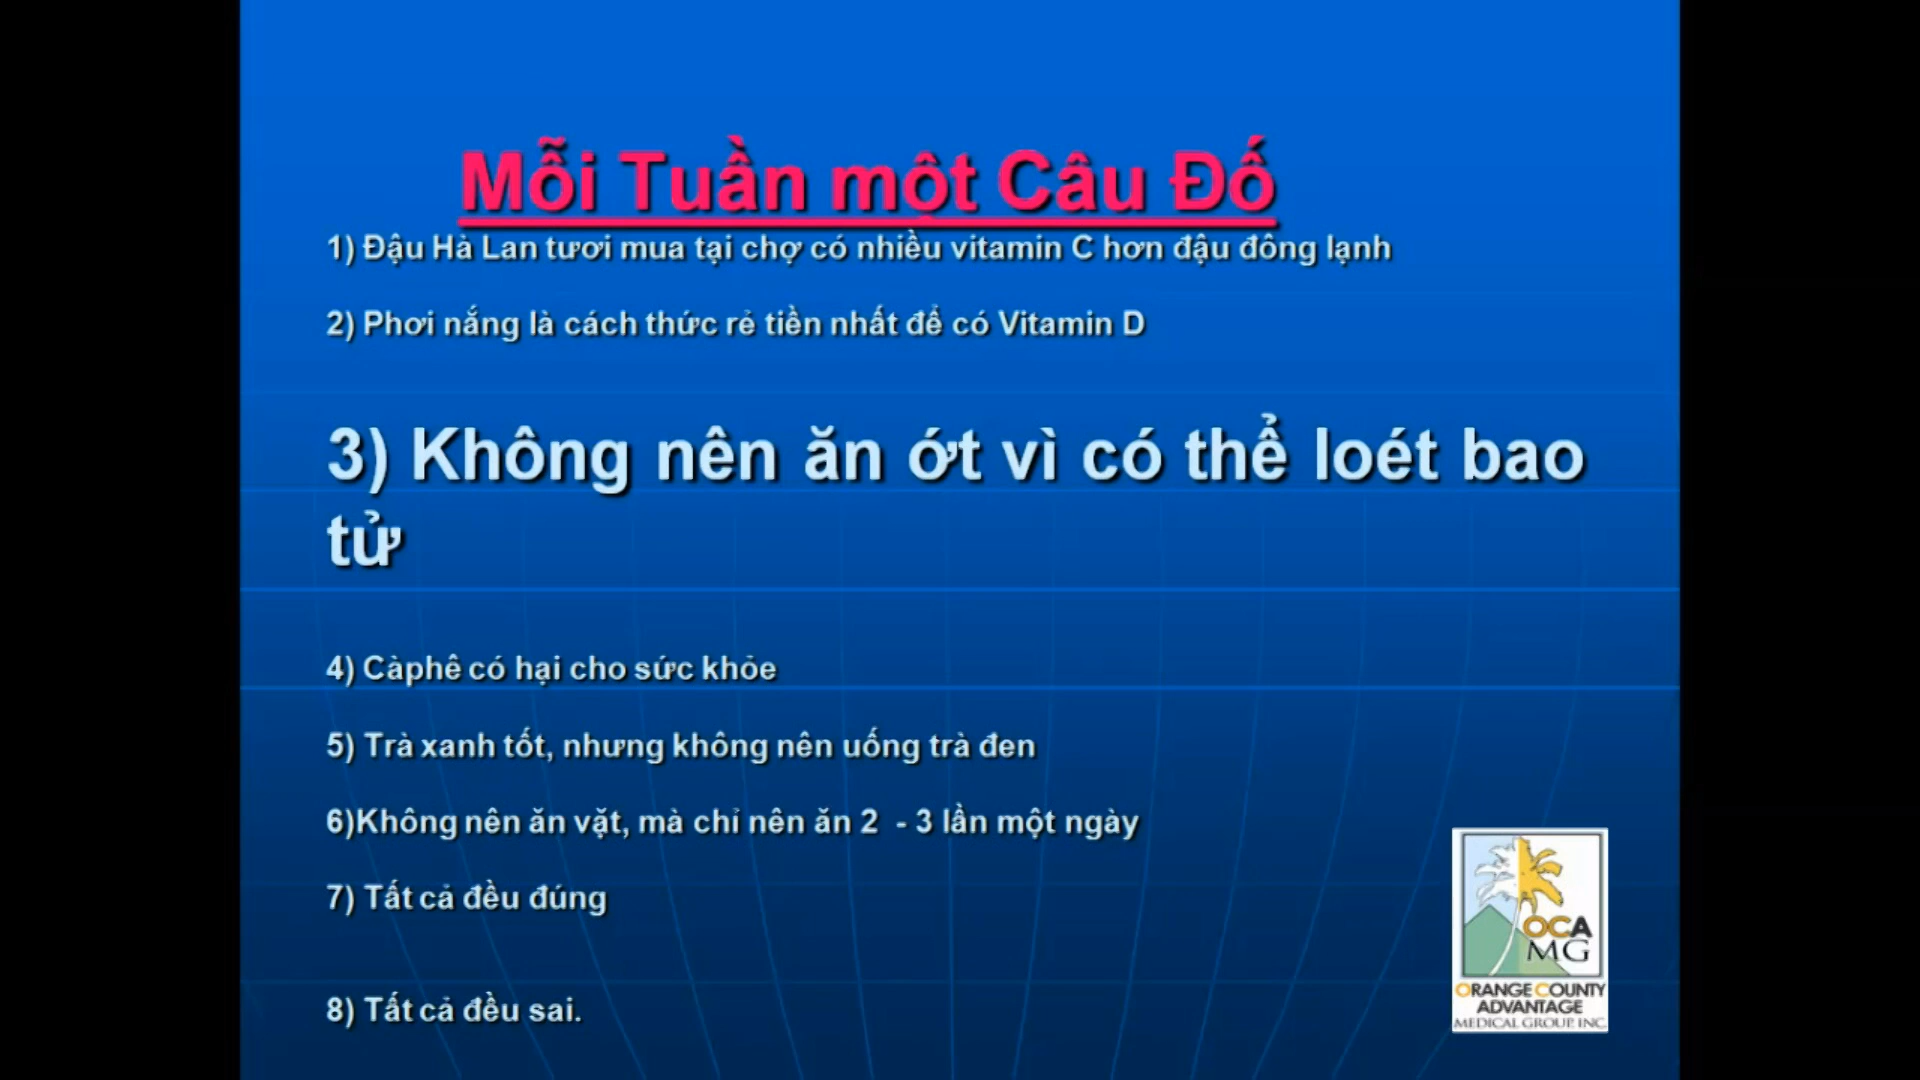 Mỗi Tuần một Câu Đố
1) Đậu Hà Lan tươi mua tại chợ có nhiều vitamin C hơn đậu đông lạnh
2) Phơi nắng là cách thức rẻ tiền nhất để có Vitamin D
3) Không nên ăn ớt vì có thể loét bao
tử
4) Càphê có hại cho sức khỏe
5) Trà xanh tốt, nhưng không nên uống trà đen
6)Không nên ăn vặt, mà chỉ nên ăn 2 - 3 lần một ngày
7) Tất cả đều đúng
8) Tất cả đều sai.
OCA
MG
ORANGE COUNTY
ADVANTAGE
MEDICAL GROUP, INC.